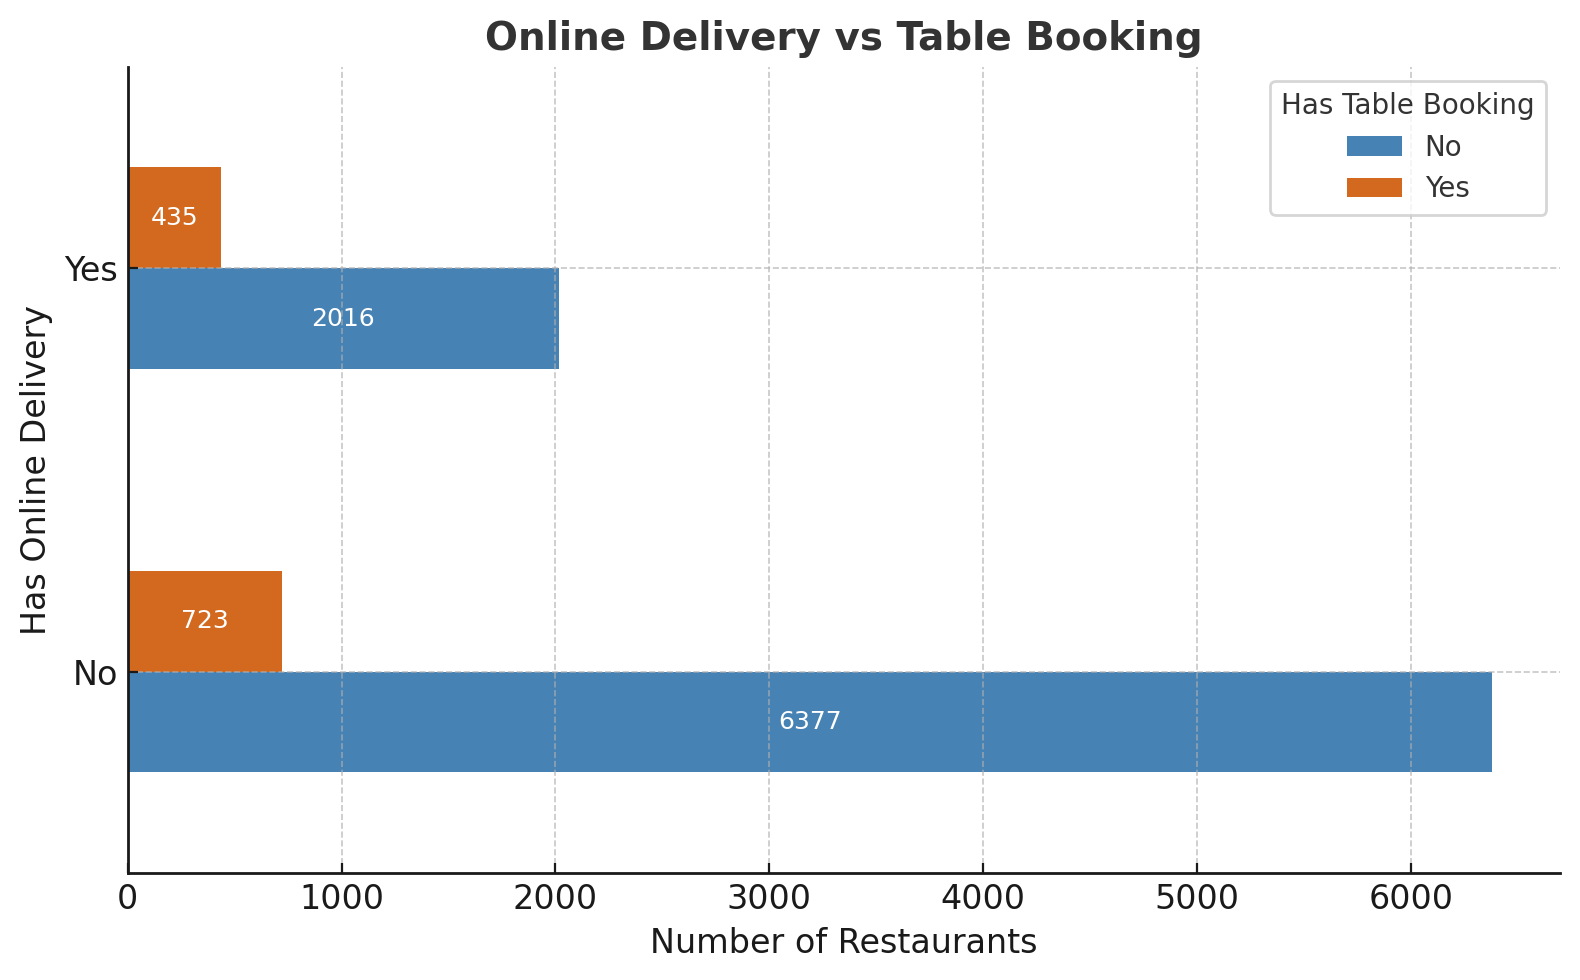 Online Delivery vs Table Booking
Has Table Booking
No
Yes
Has Online Delivery
Yes
435
2016
No
723
6377
0 1000 2000 3000 4000 5000 6000
Number of Restaurants